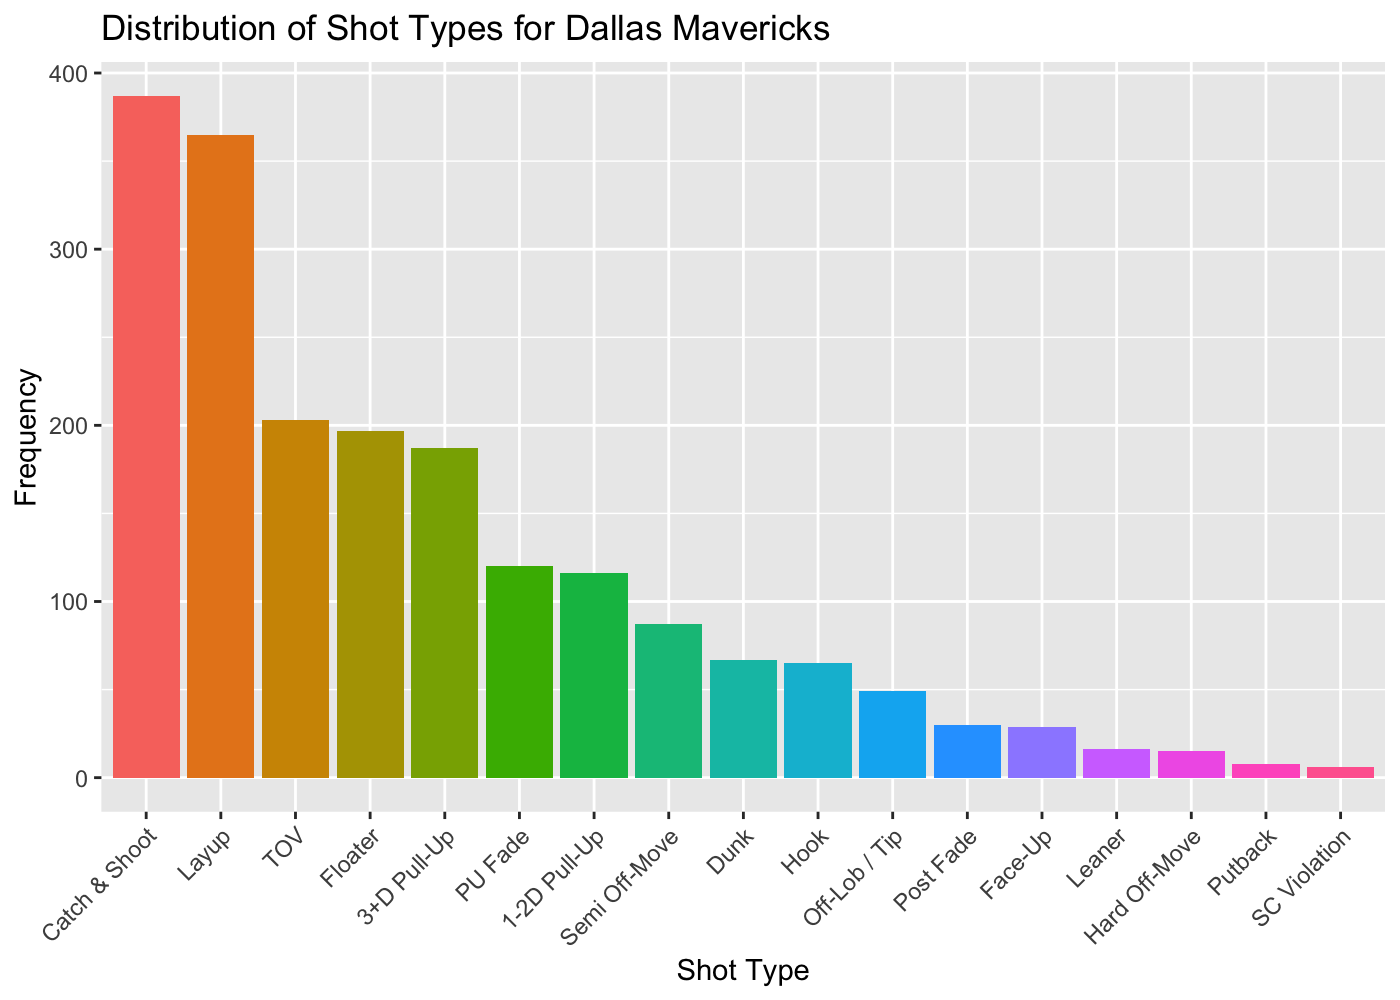 Distribution of Shot Types for Dallas Mavericks
400
300
200
100
0
Frequency
Catch & Shoot
Layup
TOV
Floater
3+D Pull-Up
PU Fade
1-2D Pull-Up
Semi Off-Move
Dunk
Hook
Off-Lob / Tip
Post Fade
Face-Up
Leaner
Hard Off-Move
Putback
SC Violation
Shot Type